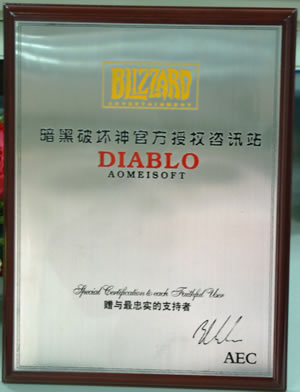 BLIZZARD
ENTERTAINMENT
暗黑破坏神官方授权咨讯站
DIABLO
AOMEISOFT
Special Certification to each Faithful User
赠与最忠实的支持者
AEC